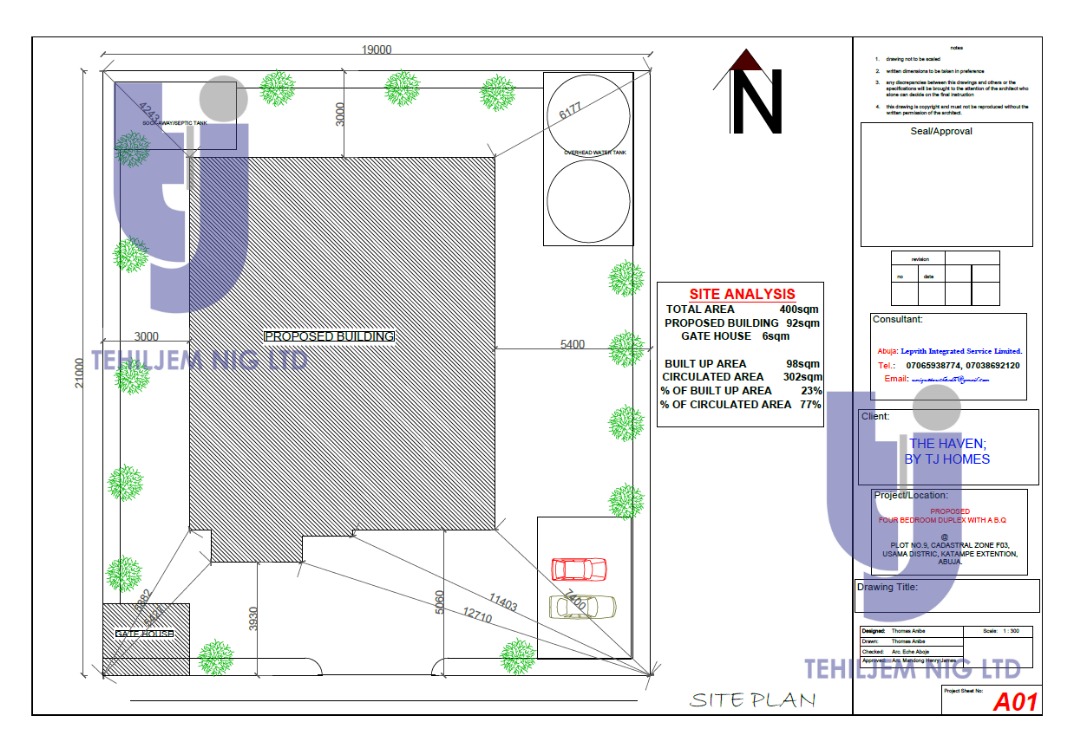 19000
4243
SOCK-AWAY/SEPTIC TANK
3000
6177
OVERHEAD WATER TANK
N
PROPOSED BUILDING
3000
TEHILJEM NIG LTD
21000
5400
SITE ANALYSIS
TOTAL AREA 400sqm
PROPOSED BUILDING 92sqm
GATE HOUSE 6sqm
BUILT UP AREA 98sqm
CIRCULATED AREA 302sqm
% OF BUILT UP AREA 23%
% OF CIRCULATED AREA 77%
GATE HOUSE
3930
5060
11403
12710
7400
SITE PLAN
notes
1. drawing not to be scaled
2. written dimensions to be taken in preference
3. any discrepencies between this drawings and others or the
specifications will be brought to the attention of the architect who
alone can decide on the final instruction
4. this drawing is copyright and must not be reproduced without the
written permission of the architect.
Seal/Approval
revision
no date
Consultant:
Abuja: Lepvith Integrated Service Limited.
Tel.: 07065938774, 07038692120
Email:
Client:
THE HAVEN;
BY TJ HOMES
Project/Location:
PROPOSED
FOUR BEDROOM DUPLEX WITH A B.Q
@
PLOT NO.9, CADASTRAL ZONE F03,
USAMA DISTRIC, KATAMPE EXTENTION,
ABUJA.
Drawing Title:
Designed: Thomas Aniba Scale: 1 : 300
Drawn: Thomas Aniba
Checked: Arc. Eche Aboje
Approved: Arc. Mahdong Henry James
TEHILJEM NIG LTD
Project Sheet No:
A01